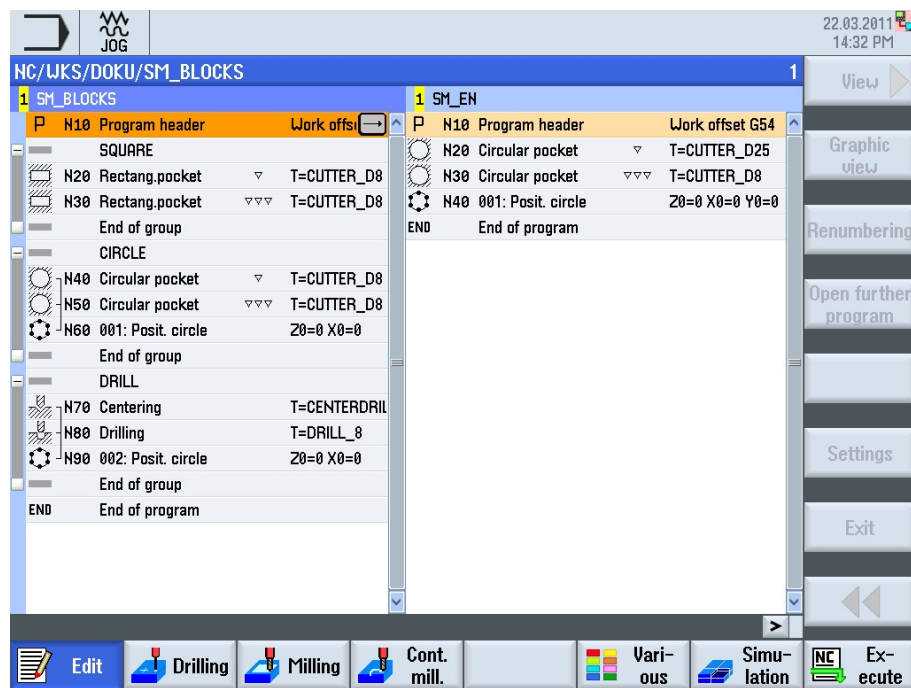 JOG
22.03.2011
14:32 PM
NC/WKS/DOKU/SM_BLOCKS 1
View
1 SM_BLOCKS
P N10 Program header Work offs
SQUARE
N20 Rectang.pocket ▽ T=CUTTER_D8
N30 Rectang.pocket ▽▽▽ T=CUTTER_D8
End of group
CIRCLE
N40 Circular pocket ▽ T=CUTTER_D8
N50 Circular pocket ▽▽▽ T=CUTTER_D8
N60 001: Posit. circle Z0=0 X0=0
End of group
DRILL
N70 Centering T=CENTERDRIL
N80 Drilling T=DRILL_8
N90 002: Posit. circle Z0=0 X0=0
End of group
END End of program
1 SM_EN
P N10 Program header Work offset G54
N20 Circular pocket ▽ T=CUTTER_D25
N30 Circular pocket ▽▽▽ T=CUTTER_D8
N40 001: Posit. circle Z0=0 X0=0 Y0=0
END End of program
Graphic
view
Renumbering
Open further
program
Settings
Exit
>
Edit
Drilling
Milling
Cont.
mill.
Vari-
ous
Simu-
lation
NC Ex-
ecute